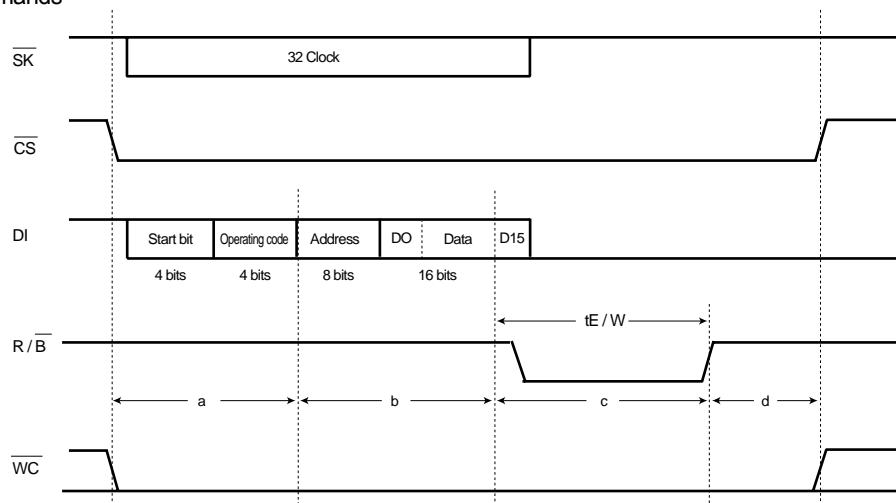 SK
32 Clock
CS
DI
Start bit
Operating code
Address
DO
Data
D15
4 bits
4 bits
8 bits
16 bits
tE / W
R / B
a
b
c
d
WC